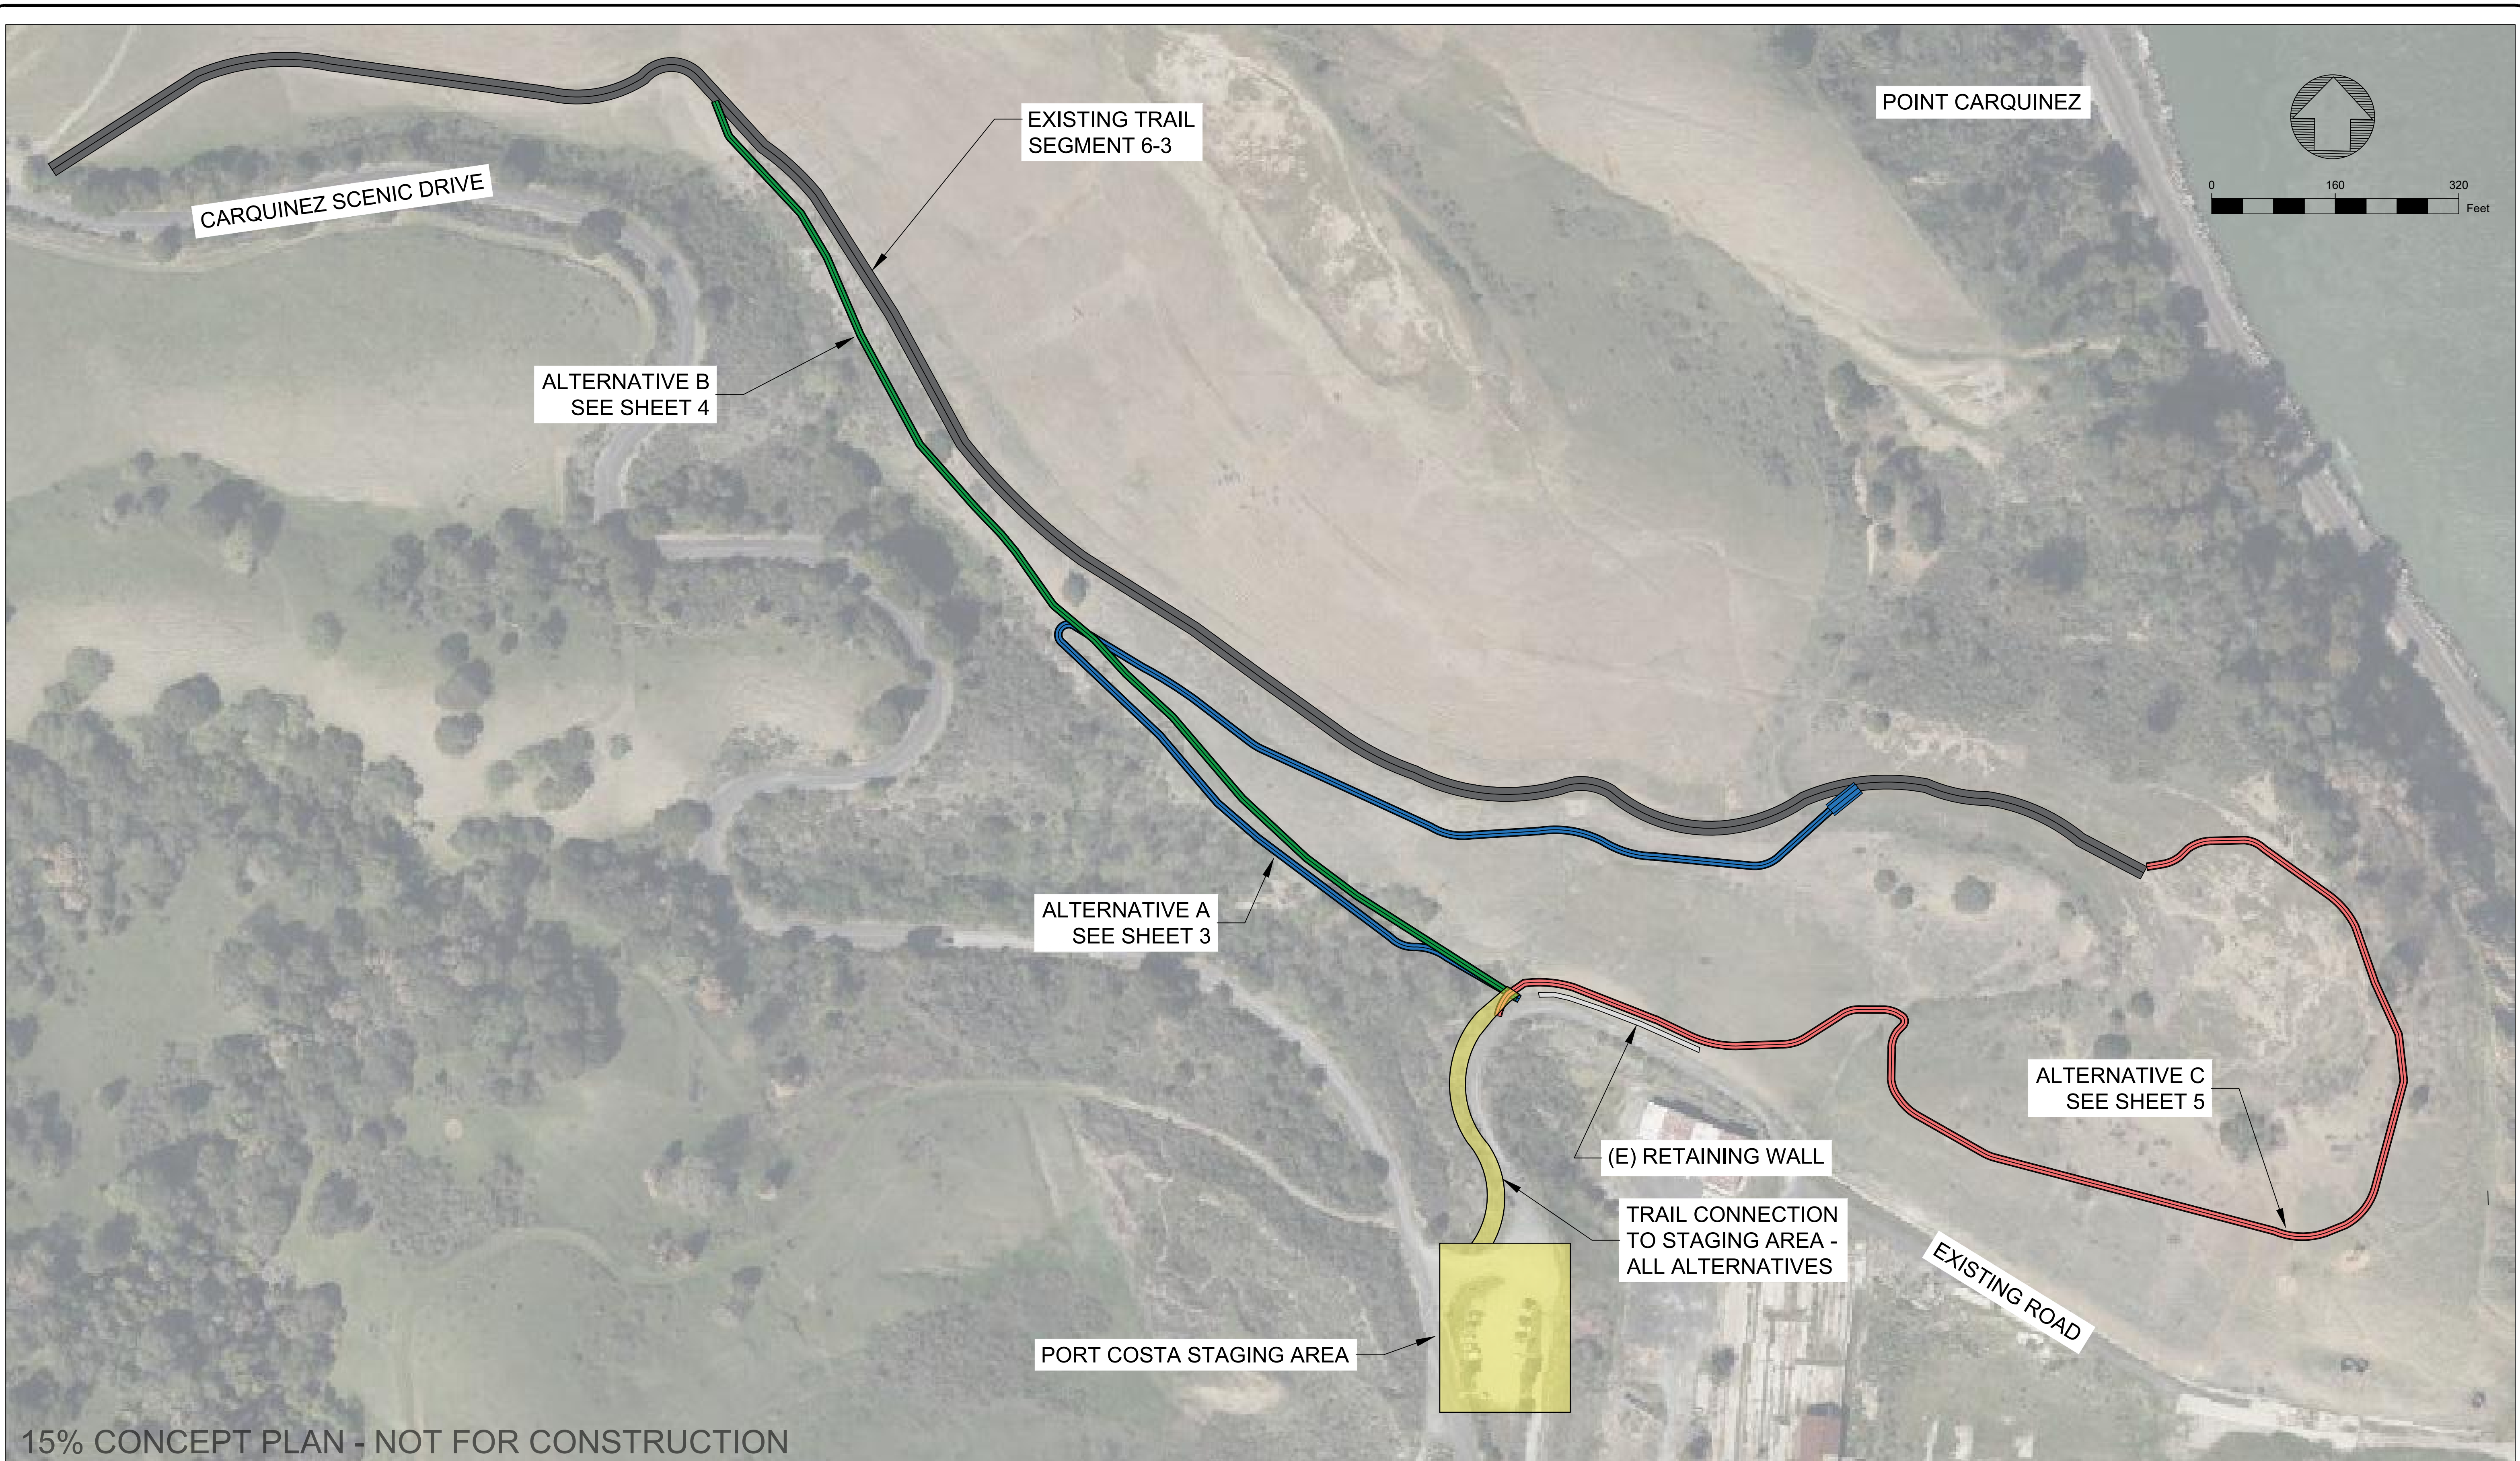 POINT CARQUINEZ
0 160 320
Feet
EXISTING TRAIL
SEGMENT 6-3
CARQUINEZ SCENIC DRIVE
ALTERNATIVE B
SEE SHEET 4
ALTERNATIVE A
SEE SHEET 3
ALTERNATIVE C
SEE SHEET 5
(E) RETAINING WALL
TRAIL CONNECTION
TO STAGING AREA -
ALL ALTERNATIVES
EXISTING ROAD
PORT COSTA STAGING AREA
15% CONCEPT PLAN - NOT FOR CONSTRUCTION